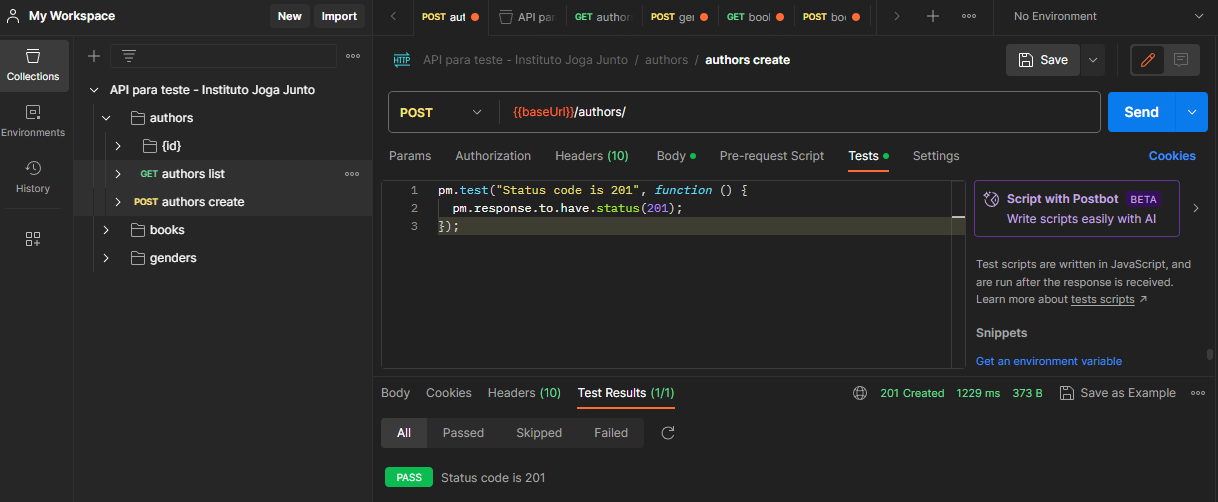 My Workspace
New
Import
POST aut
API par
GET author
POST ger
GET bool
POST boo
No Environment
Collections
Environments
History
API para teste - Instituto Joga Junto
authors
{id}
GET authors list
POST authors create
books
genders
HTTP
API para teste - Instituto Joga Junto / authors / authors create
Save
POST
{{baseUrl}}/authors/
Send
Params
Authorization
Headers (10)
Body
Pre-request Script
Tests
Settings
Cookies
1 pm.test("Status code is 201", function () {
2 pm.response.to.have.status(201);
3 });
Script with Postbot BETA
Write scripts easily with AI
Test scripts are written in JavaScript, and
are run after the response is received.
Learn more about tests scripts ↗
Snippets
Get an environment variable
Body
Cookies
Headers (10)
Test Results (1/1)
201 Created
1229 ms
373 B
Save as Example
All
Passed
Skipped
Failed
PASS
Status code is 201